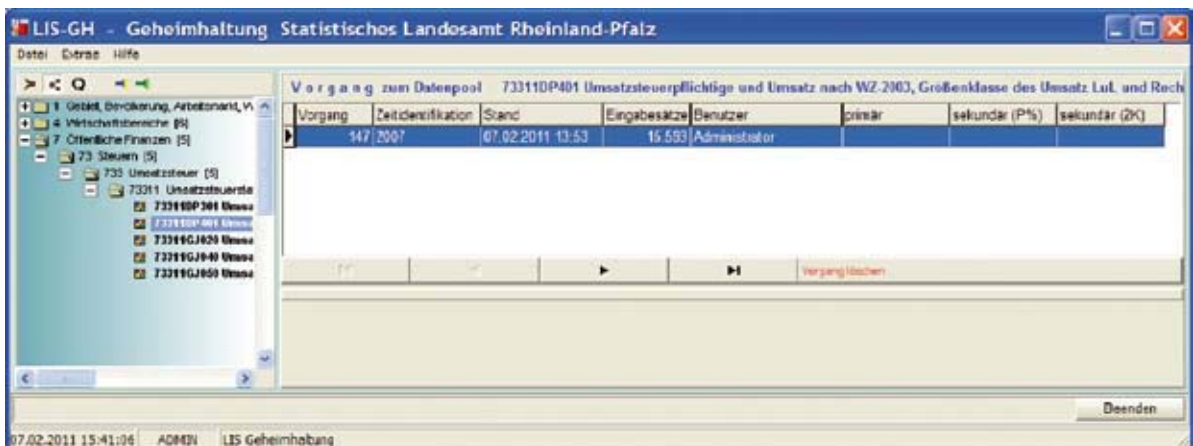 LIS-GH - Geheimhaltung Statistisches Landesamt Rheinland-Pfalz
Datei Extras Hilfe
Vorgang zum Datenpool 73311DP401 Umsatzsteuerpflichtige und Umsatz nach WZ-2003, Größenklasse des Umsatz LuL. und Rech
1 Gebiet, Bevölkerung, Arbeitsmarkt, W
4 Wirtschaftsbereiche [6]
7 Öffentliche Finanzen [5]
73 Steuern [5]
733 Umsatzsteuer [5]
73311 Umsatzsteuersta
73311DP301 Umsa
73311DP401 Umsa
73311GJ020 Umsa
73311GJ040 Umsa
73311GJ050 Umsa
Vorgang Zeitidentifikation Stand Eingabesätze Benutzer primär sekundär (P%) sekundär (2K)
147 2007 07.02.2011 13:53 15.593 Administrator
Vorgang löschen
Beenden
07.02.2011 15:41:06 ADMIN LIS Geheimhaltung